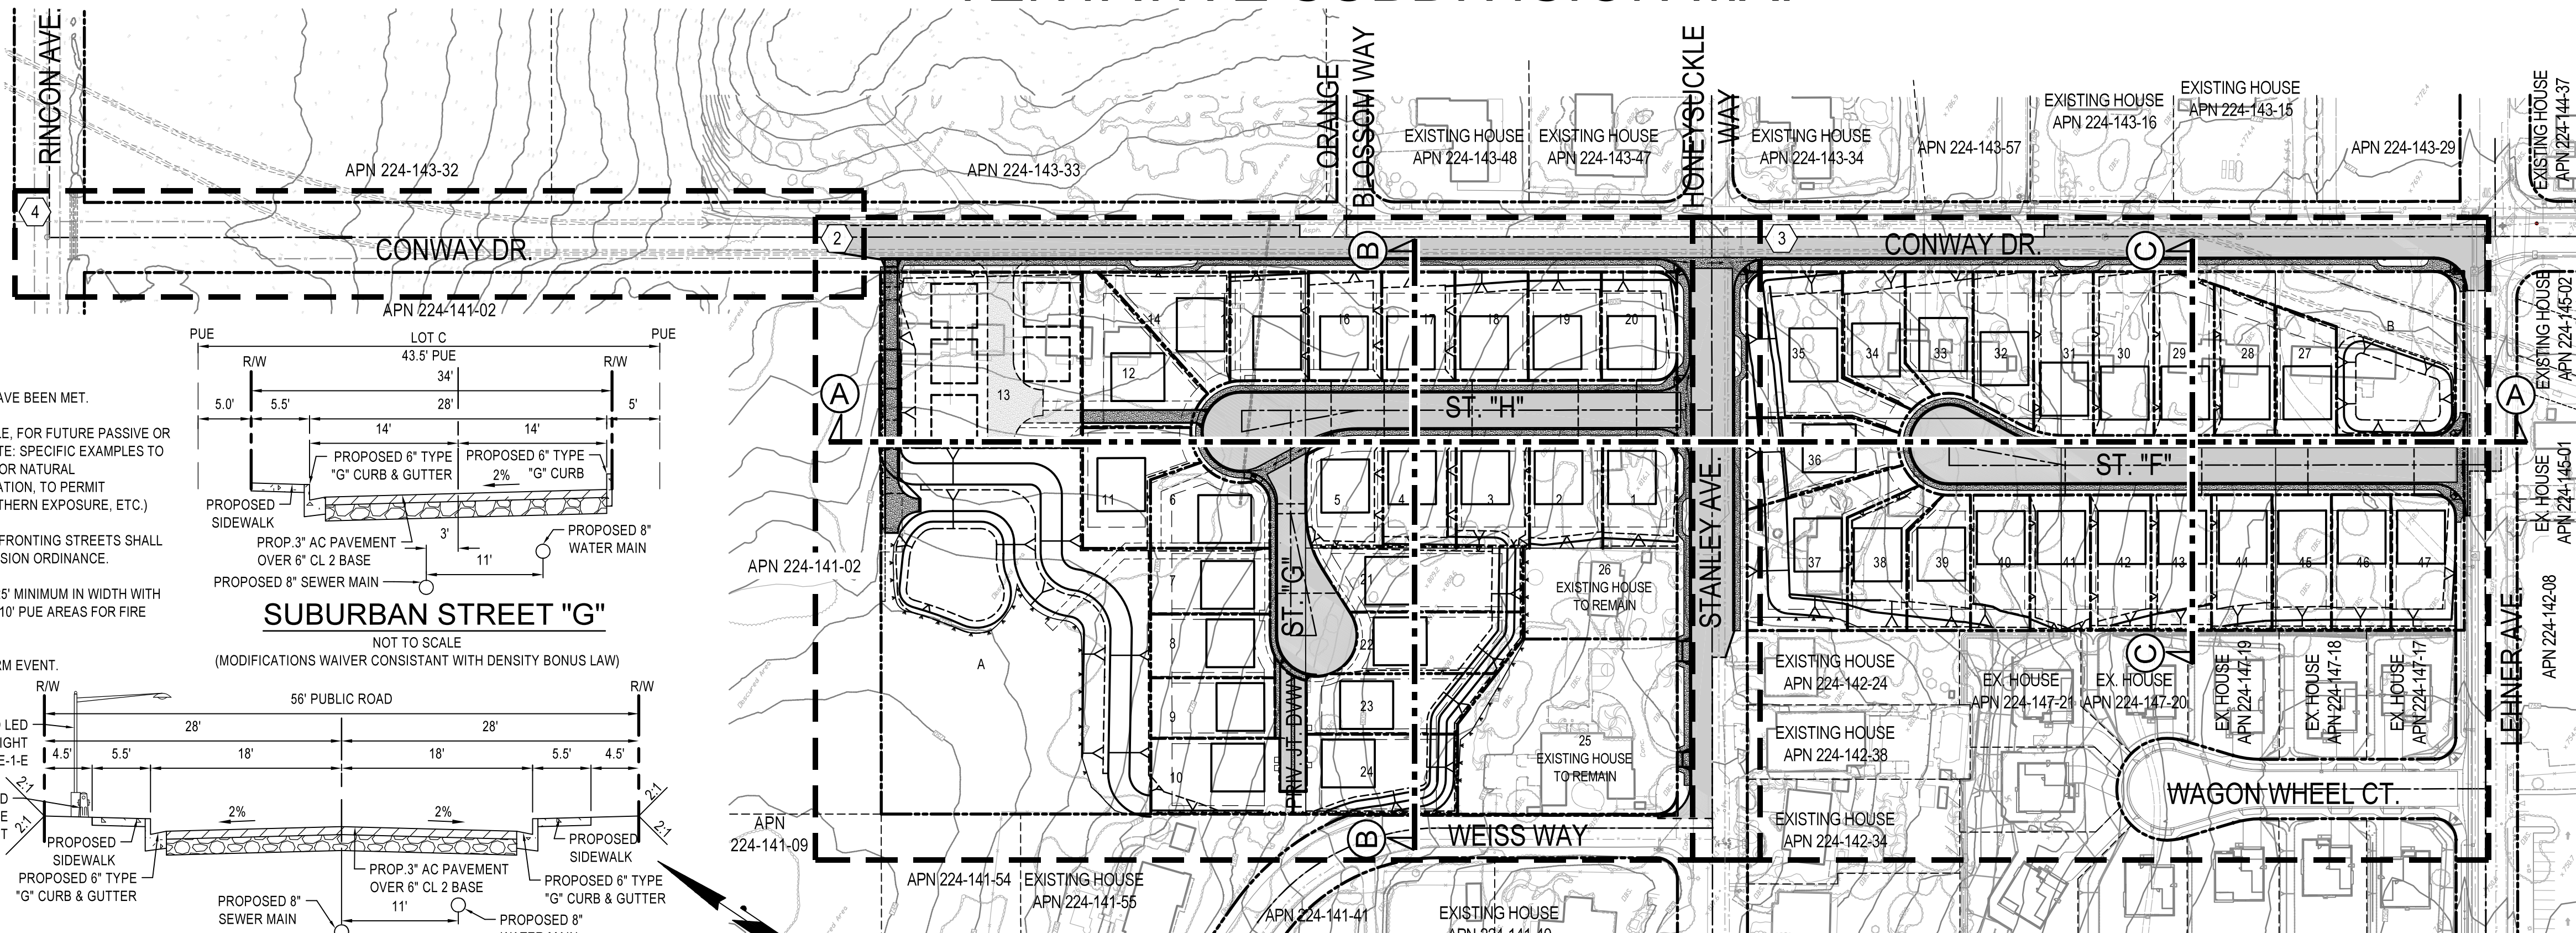 RINCON AVE.
ORANGE
BLOSSOM WAY
HONEYSUCKLE
WAY
EXISTING HOUSE
APN 224-143-48
EXISTING HOUSE
APN 224-143-47
EXISTING HOUSE
APN 224-143-34
APN 224-143-57
EXISTING HOUSE
APN 224-143-16
EXISTING HOUSE
APN 224-143-15
APN 224-143-29
EXISTING HOUSE
APN 224-144-37
APN 224-143-32
APN 224-143-33
4
2
3
CONWAY DR.
CONWAY DR.
B
C
APN 224-141-02
EXISTING HOUSE
APN 224-145-02
14
16
17
18
19
20
12
13
35
34
33
32
31
30
29
28
27
B
A
A
ST. "H"
ST. "F"
STANLEY AVE.
11
6
5
4
3
2
1
36
37
38
39
40
41
42
43
44
45
46
47
EX. HOUSE
APN 224-145-01
APN 224-141-02
7
8
9
10
ST. "G"
21
22
23
24
PRIV. JT. DVWY
26
EXISTING HOUSE
TO REMAIN
25
EXISTING HOUSE
TO REMAIN
A
APN 224-142-08
LEHNER AVE.
EXISTING HOUSE
APN 224-142-24
EXISTING HOUSE
APN 224-142-38
EXISTING HOUSE
APN 224-142-34
EX. HOUSE
APN 224-147-21
EX. HOUSE
APN 224-147-20
EX. HOUSE
APN 224-147-19
EX. HOUSE
APN 224-147-18
EX. HOUSE
APN 224-147-17
C
B
WAGON WHEEL CT.
WEISS WAY
APN
224-141-09
APN 224-141-54
EXISTING HOUSE
APN 224-141-55
APN 224-141-41
EXISTING HOUSE
PUE
LOT C
PUE
43.5' PUE
R/W
R/W
34'
5.0'
5.5'
28'
5'
14'
14'
PROPOSED 6" TYPE
"G" CURB & GUTTER
PROPOSED 6" TYPE
2% "G" CURB
PROPOSED
SIDEWALK
PROP.3" AC PAVEMENT
OVER 6" CL 2 BASE
3'
11'
PROPOSED 8"
WATER MAIN
PROPOSED 8" SEWER MAIN
SUBURBAN STREET "G"
NOT TO SCALE
(MODIFICATIONS WAIVER CONSISTANT WITH DENSITY BONUS LAW)
AVE BEEN MET.
LE, FOR FUTURE PASSIVE OR
TE: SPECIFIC EXAMPLES TO
OR NATURAL
ATION, TO PERMIT
THERN EXPOSURE, ETC.)
FRONTING STREETS SHALL
SION ORDINANCE.
25' MINIMUM IN WIDTH WITH
10' PUE AREAS FOR FIRE
RM EVENT.
R/W
R/W
56' PUBLIC ROAD
28'
28'
4.5'
5.5'
18'
18'
5.5'
4.5'
LED
IGHT
E-1-E
2:1
2:1
2:1
2:1
2%
2%
PROPOSED
SIDEWALK
PROPOSED
SIDEWALK
PROPOSED 6" TYPE
"G" CURB & GUTTER
PROP.3" AC PAVEMENT
OVER 6" CL 2 BASE
PROPOSED 6" TYPE
"G" CURB & GUTTER
PROPOSED 8"
SEWER MAIN
11'
PROPOSED 8"